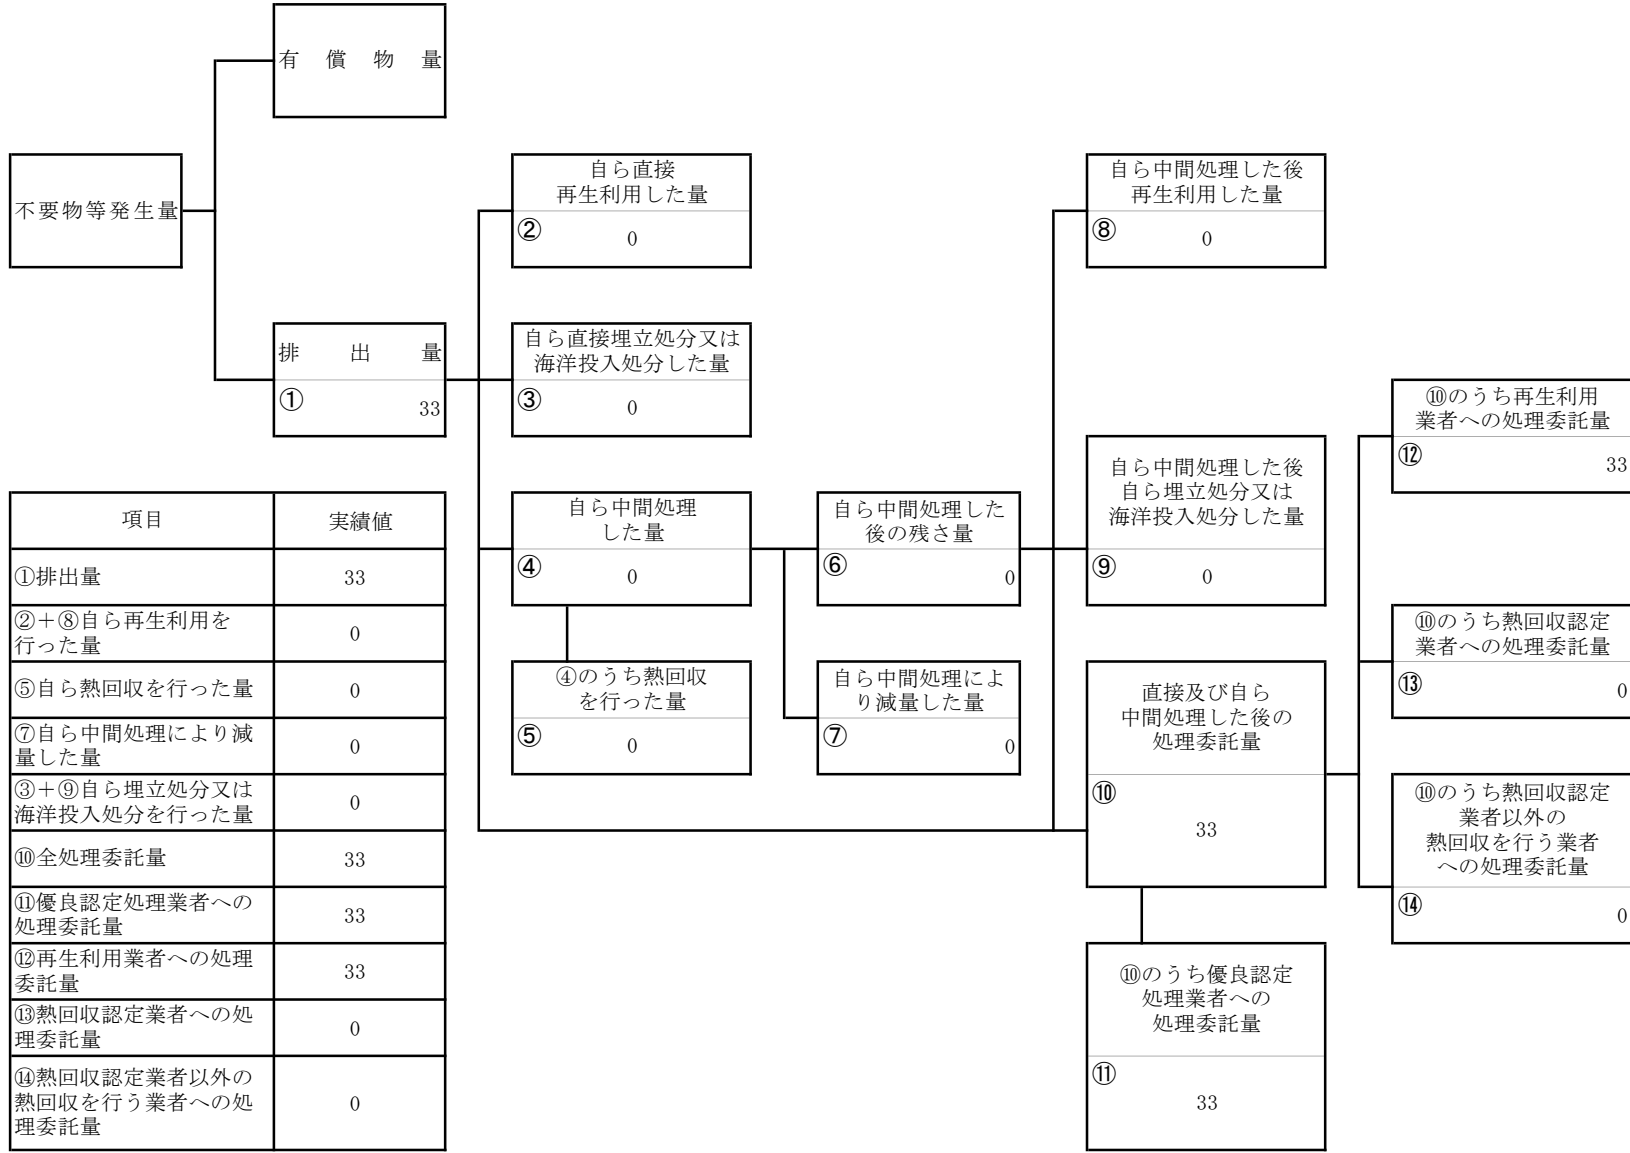 有償物量
不要物等発生量
自ら直接
再生利用した量
②
0
自ら中間処理した後
再生利用した量
⑧
0
排出量
①
33
自ら直接埋立処分又は
海洋投入処分した量
③
0
⑩のうち再生利用
業者への処理委託量
⑫
33
自ら中間処理
した量
④
0
自ら中間処理した
後の残さ量
⑥
0
自ら中間処理した後
自ら埋立処分又は
海洋投入処分した量
⑨
0
⑩のうち熱回収認定
業者への処理委託量
⑬
0
④のうち熱回収
を行った量
⑤
0
自ら中間処理によ
り減量した量
⑦
0
直接及び自ら
中間処理した後の
処理委託量
⑩
33
⑩のうち熱回収認定
業者以外の
熱回収を行う業者
への処理委託量
⑭
0
⑩のうち優良認定
処理業者への
処理委託量
⑪
33
項目 実績値
①排出量 33
②+⑧自ら再生利用を
行った量 0
⑤自ら熱回収を行った量 0
⑦自ら中間処理により減
量した量 0
③+⑨自ら埋立処分又は
海洋投入処分を行った量 0
⑩全処理委託量 33
⑪優良認定処理業者への
処理委託量 33
⑫再生利用業者への処理
委託量 33
⑬熱回収認定業者への処
理委託量 0
⑭熱回収認定業者以外の
熱回収を行う業者への処
理委託量 0